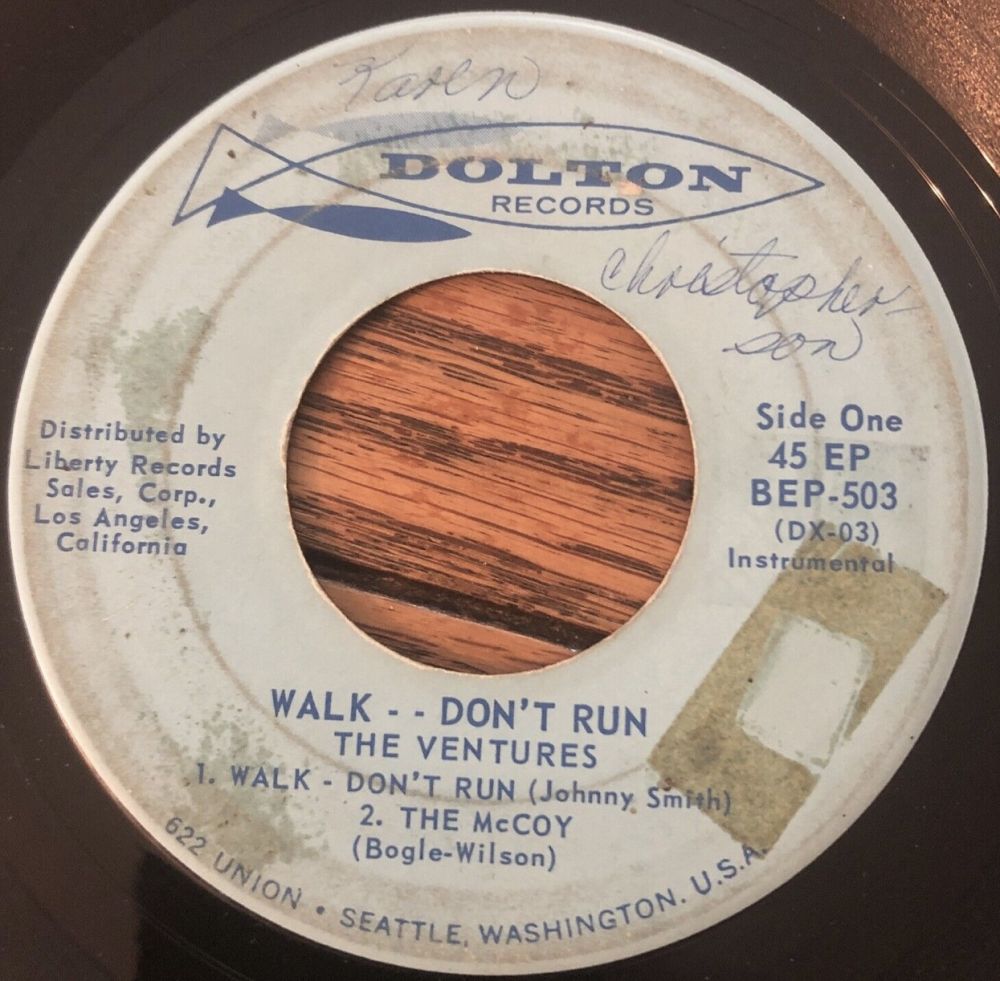 Karen
DOLTON
RECORDS
Christopher
son
Distributed by
Liberty Records
Sales, Corp.,
Los Angeles,
California
Side One
45 EP
BEP-503
(DX-03)
Instrumental
WALK - - DON'T RUN
THE VENTURES
1. WALK - DON'T RUN (Johnny Smith)
2. THE McCOY
(Bogle-Wilson)
622 UNION • SEATTLE, WASHINGTON. U.S.A.